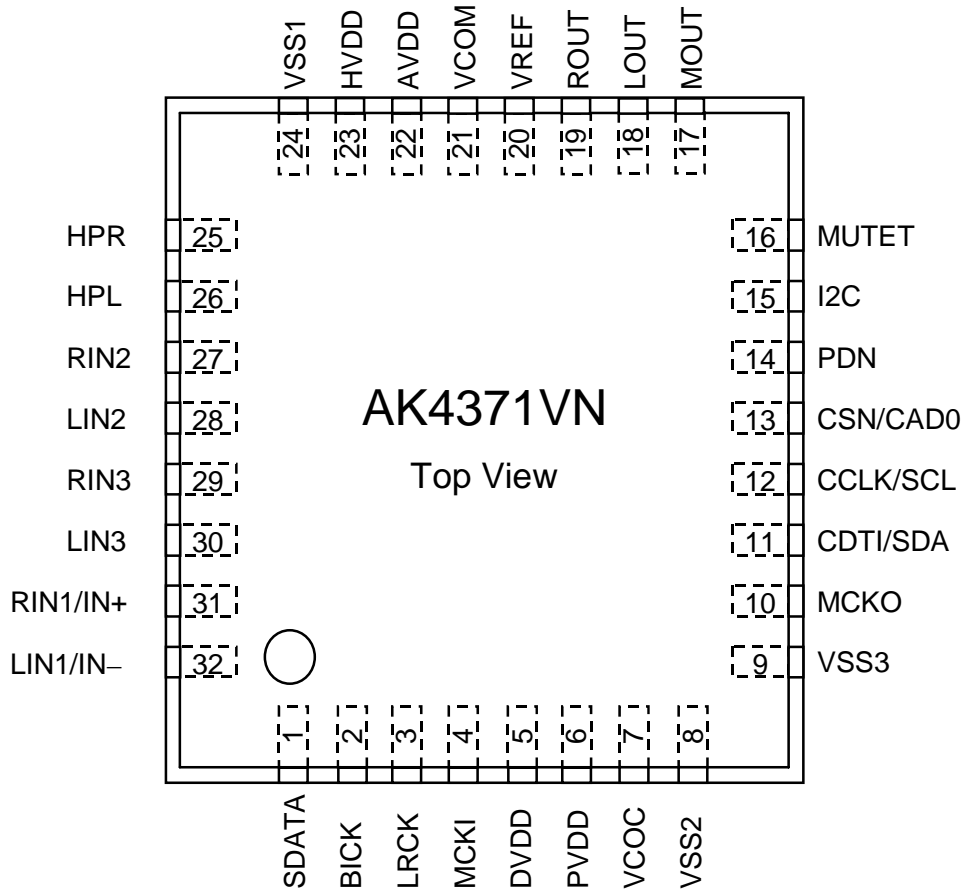 VSS1
HVDD
AVDD
VCOM
VREF
ROUT
LOUT
MOUT
24
23
22
21
20
19
18
17
HPR 25
HPL 26
RIN2 27
LIN2 28
RIN3 29
LIN3 30
RIN1/IN+ 31
LIN1/IN− 32
AK4371VN
Top View
16 MUTET
15 I2C
14 PDN
13 CSN/CAD0
12 CCLK/SCL
11 CDTI/SDA
10 MCKO
9 VSS3
1
2
3
4
5
6
7
8
SDATA
BICK
LRCK
MCKI
DVDD
PVDD
VCOC
VSS2